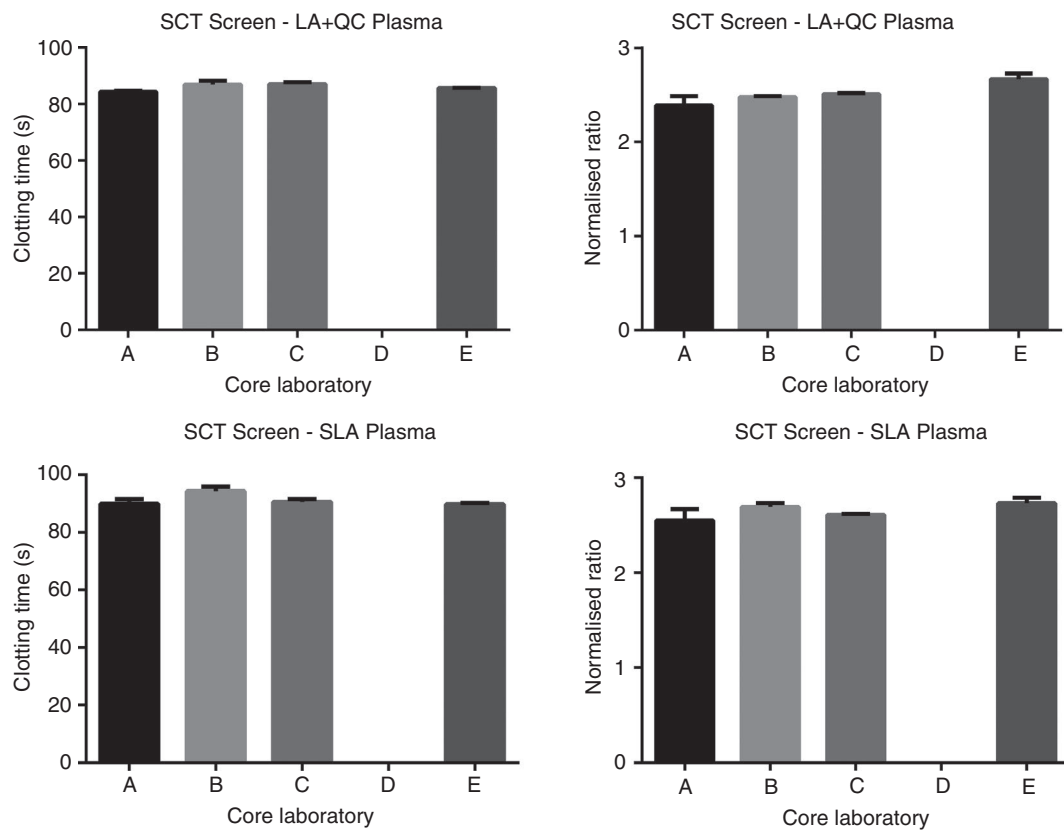 SCT Screen - LA+QC Plasma
100
80
60
40
20
0
Clotting time (s)
A B C D E
Core laboratory
SCT Screen - LA+QC Plasma
3
2
1
0
Normalised ratio
A B C D E
Core laboratory
SCT Screen - SLA Plasma
100
80
60
40
20
0
Clotting time (s)
A B C D E
Core laboratory
SCT Screen - SLA Plasma
3
2
1
0
Normalised ratio
A B C D E
Core laboratory